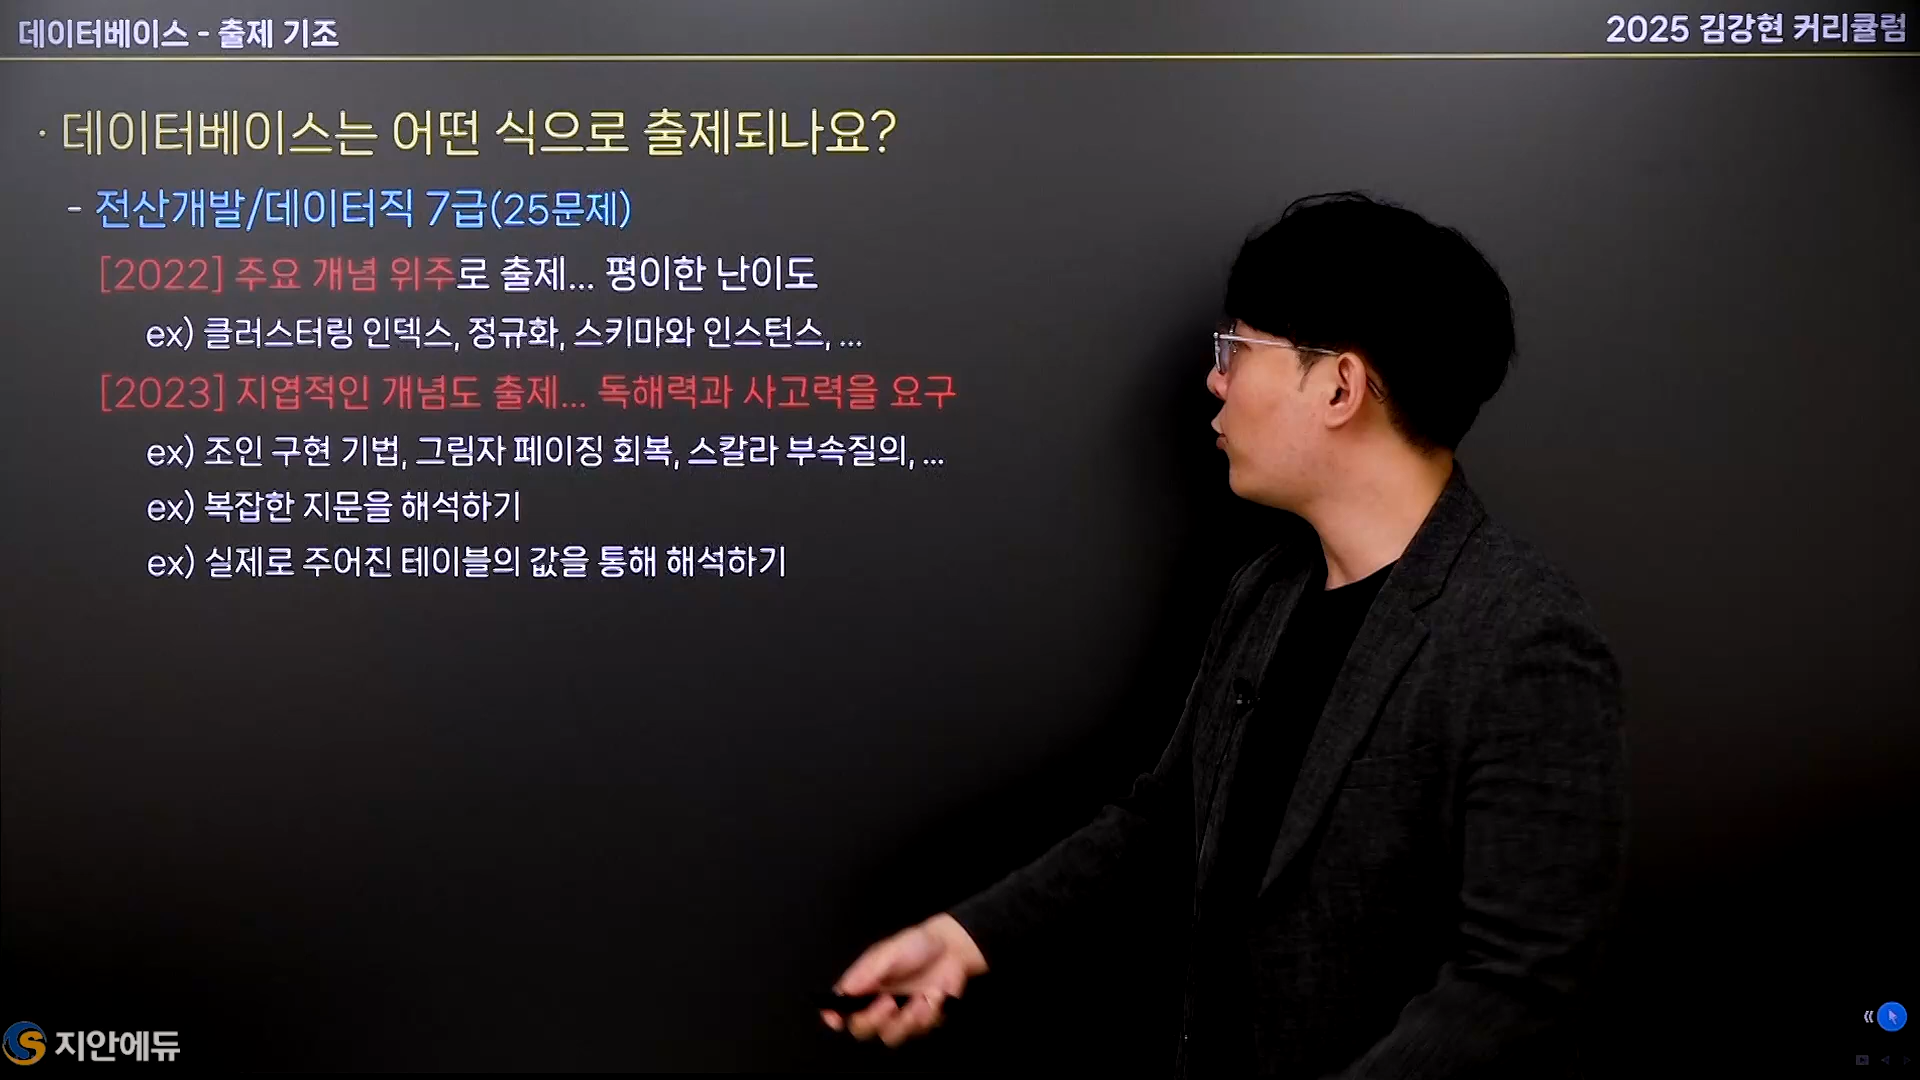 데이터베이스 - 출제 기조
2025 김강현 커리큘럼
· 데이터베이스는 어떤 식으로 출제되나요?
- 전산개발/데이터직 7급(25문제)
[2022] 주요 개념 위주로 출제... 평이한 난이도
ex) 클러스터링 인덱스, 정규화, 스키마와 인스턴스, ...
[2023] 지엽적인 개념도 출제... 독해력과 사고력을 요구
ex) 조인 구현 기법, 그림자 페이징 회복, 스칼라 부속질의, ...
ex) 복잡한 지문을 해석하기
ex) 실제로 주어진 테이블의 값을 통해 해석하기
지안에듀